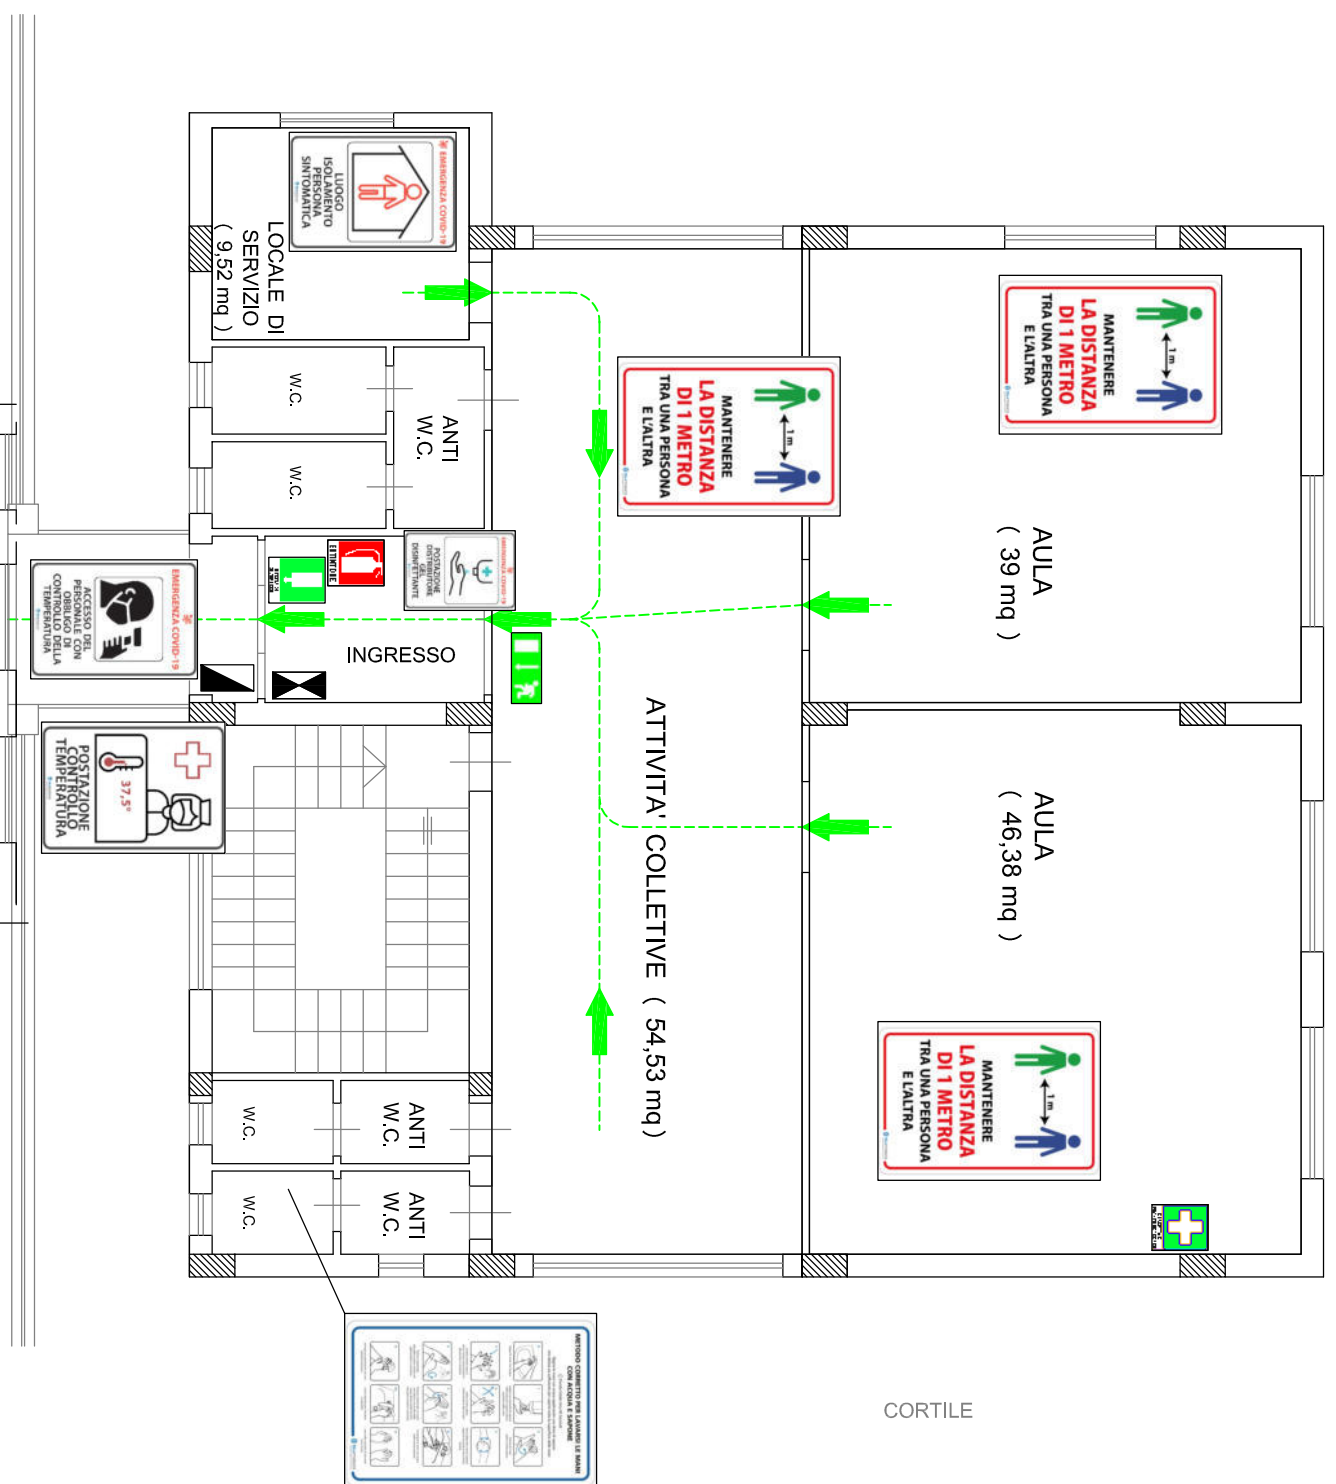 EMERGENZA COVID-19
LUOGO
ISOLAMENTO
PERSONA
SINTOMATICA
LOCALE DI
SERVIZIO
( 9,52 mq )
W.C.
W.C.
ANTI
W.C.
MANTENERE
LA DISTANZA
DI 1 METRO
TRA UNA PERSONA
E L'ALTRA
1 m
MANTENERE
LA DISTANZA
DI 1 METRO
TRA UNA PERSONA
E L'ALTRA
1 m
AULA
( 39 mq )
EMERGENZA COVID-19
POSTAZIONE
DISTRIBUTORE
GEL
DISINFETTANTE
ESTINTORE
EMERGENZA COVID-19
ACCESSO DEL
PERSONALE CON
OBBLIGO DI
CONTROLLO DELLA
TEMPERATURA
INGRESSO
37,5°
POSTAZIONE
CONTROLLO
TEMPERATURA
ATTIVITA' COLLETIVE ( 54,53 mq )
AULA
( 46,38 mq )
MANTENERE
LA DISTANZA
DI 1 METRO
TRA UNA PERSONA
E L'ALTRA
1 m
W.C.
ANTI
W.C.
W.C.
ANTI
W.C.
METODO CORRETTO PER LAVARSI LE MANI
CON ACQUA E SAPONE
CORTILE